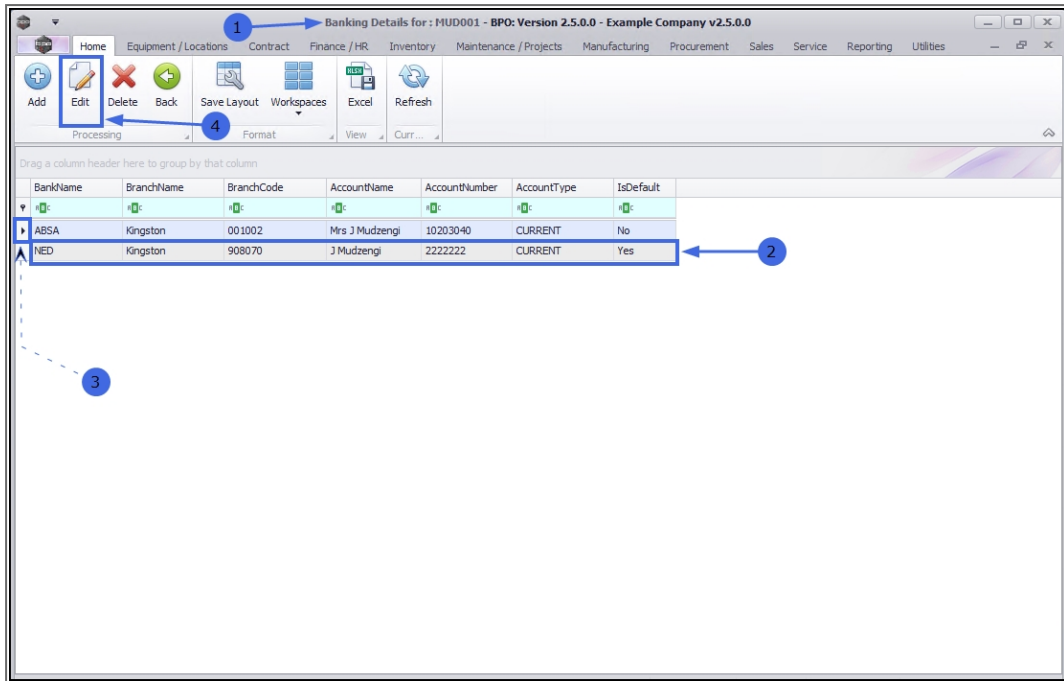 1
Banking Details for : MUD001 - BPO: Version 2.5.0.0 - Example Company v2.5.0.0
Home Equipment / Locations Contract Finance / HR Inventory Maintenance / Projects Manufacturing Procurement Sales Service Reporting Utilities
Add Edit Delete Back Save Layout Workspaces Excel Refresh
4
Processing Format View Curr...
Drag a column header here to group by that column
BankName BranchName BranchCode AccountName AccountNumber AccountType IsDefault
ABSA Kingston 001002 Mrs J Mudzengi 10203040 CURRENT No
NED Kingston 908070 J Mudzengi 2222222 CURRENT Yes
2
3